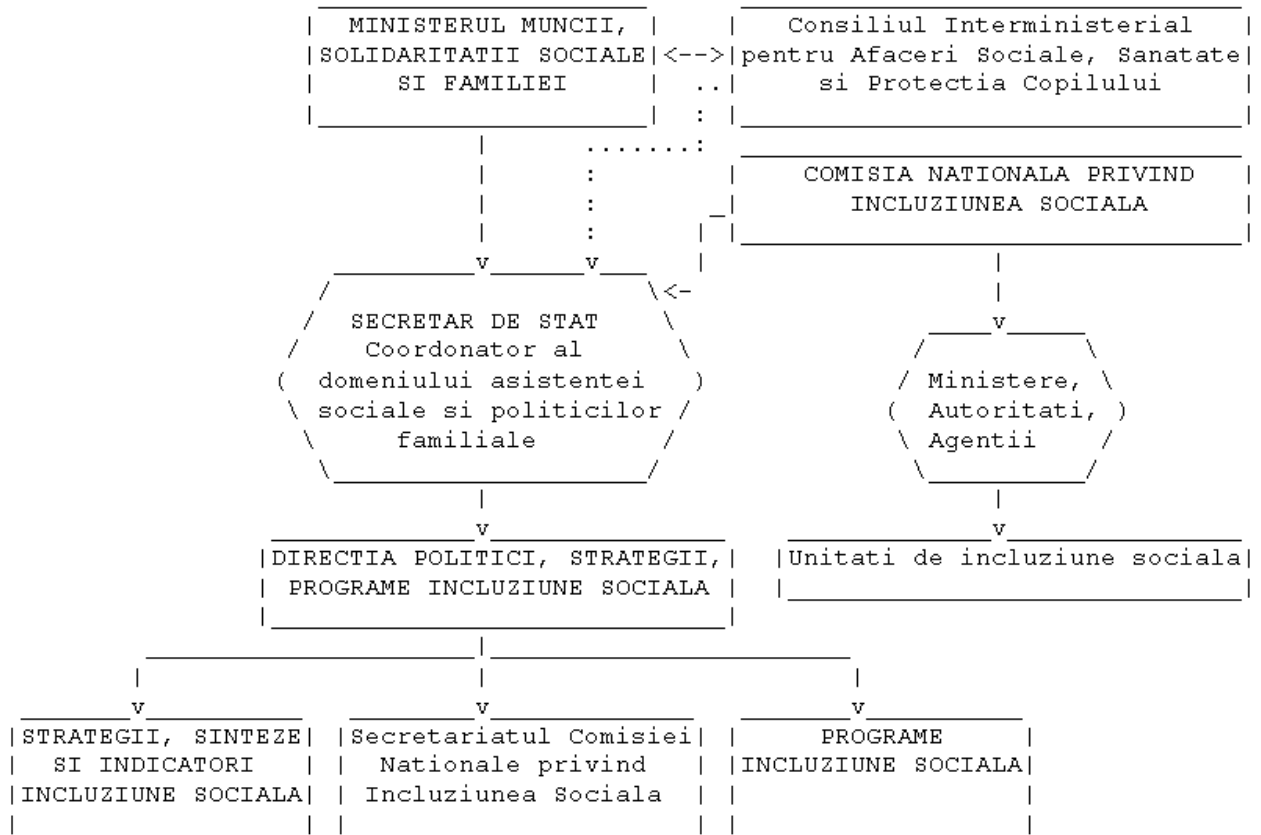 MINISTERUL MUNCII,
SOLIDARITATII SOCIALE
SI FAMILIEI
Consiliul Interministerial
pentru Afaceri Sociale, Sanatate
si Protectia Copilului
COMISIA NATIONALA PRIVIND
INCLUZIUNEA SOCIALA
SECRETAR DE STAT
Coordonator al
domeniului asistentei
sociale si politicilor
familiale
Ministere,
Autoritati,
Agentii
DIRECTIA POLITICI, STRATEGII,
PROGRAME INCLUZIUNE SOCIALA
Unitati de incluziune sociala
STRATEGII, SINTEZE
SI INDICATORI
INCLUZIUNE SOCIALA
Secretariatul Comisiei
Nationale privind
Incluziunea Sociala
PROGRAME
INCLUZIUNE SOCIALA